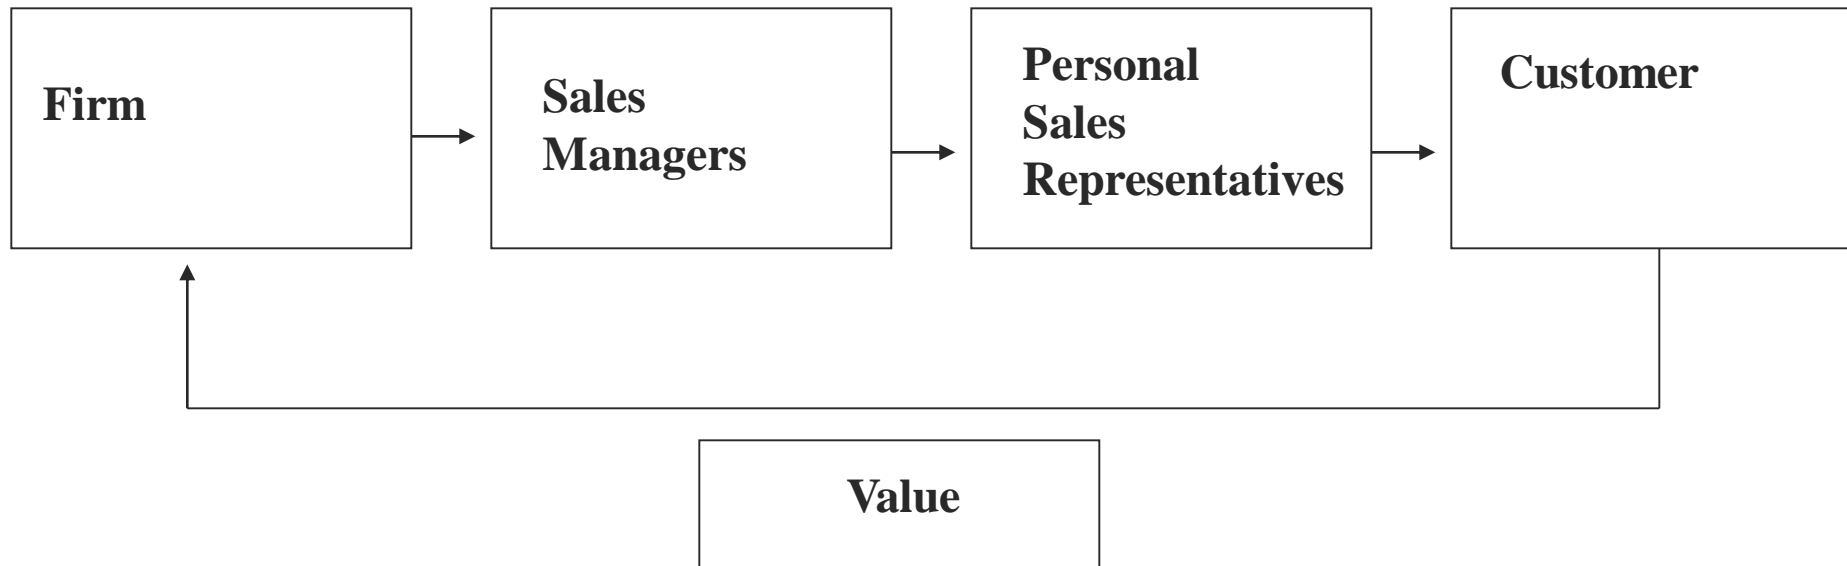 Firm
Sales
Managers
Personal
Sales
Representatives
Customer
Value